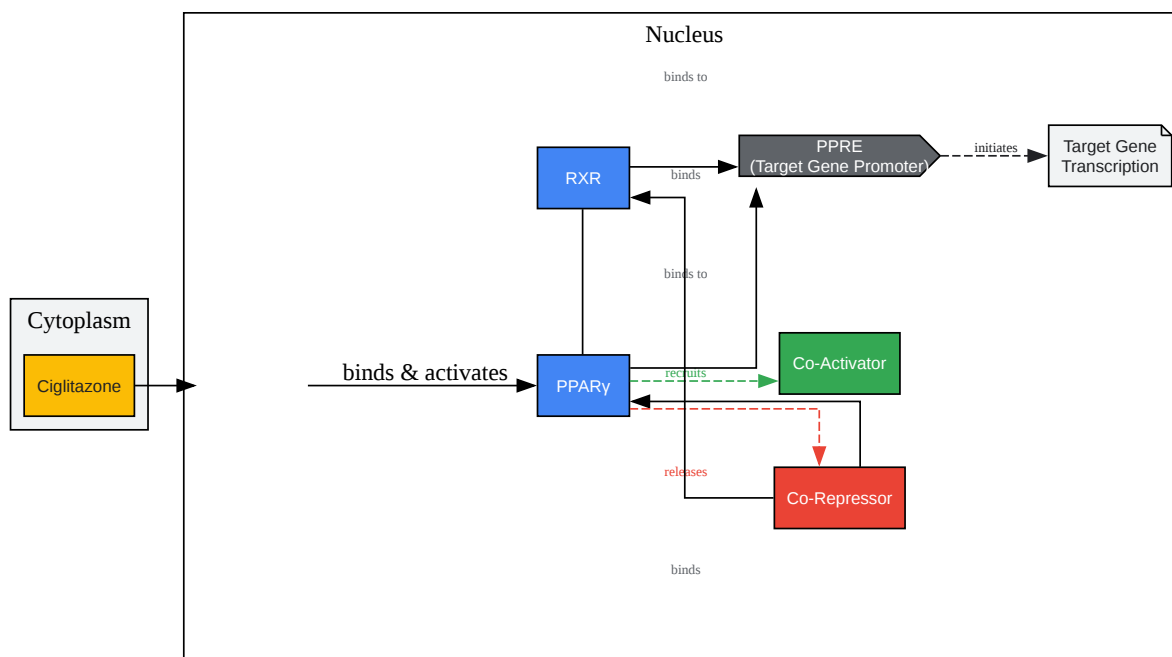 Nucleus
binds to
PPRE
(Target Gene Promoter)
initiates
Target Gene
Transcription
RXR
binds
binds to
Cytoplasm
Ciglitazone
binds & activates
PPARγ
recruits
Co-Activator
releases
Co-Repressor
binds